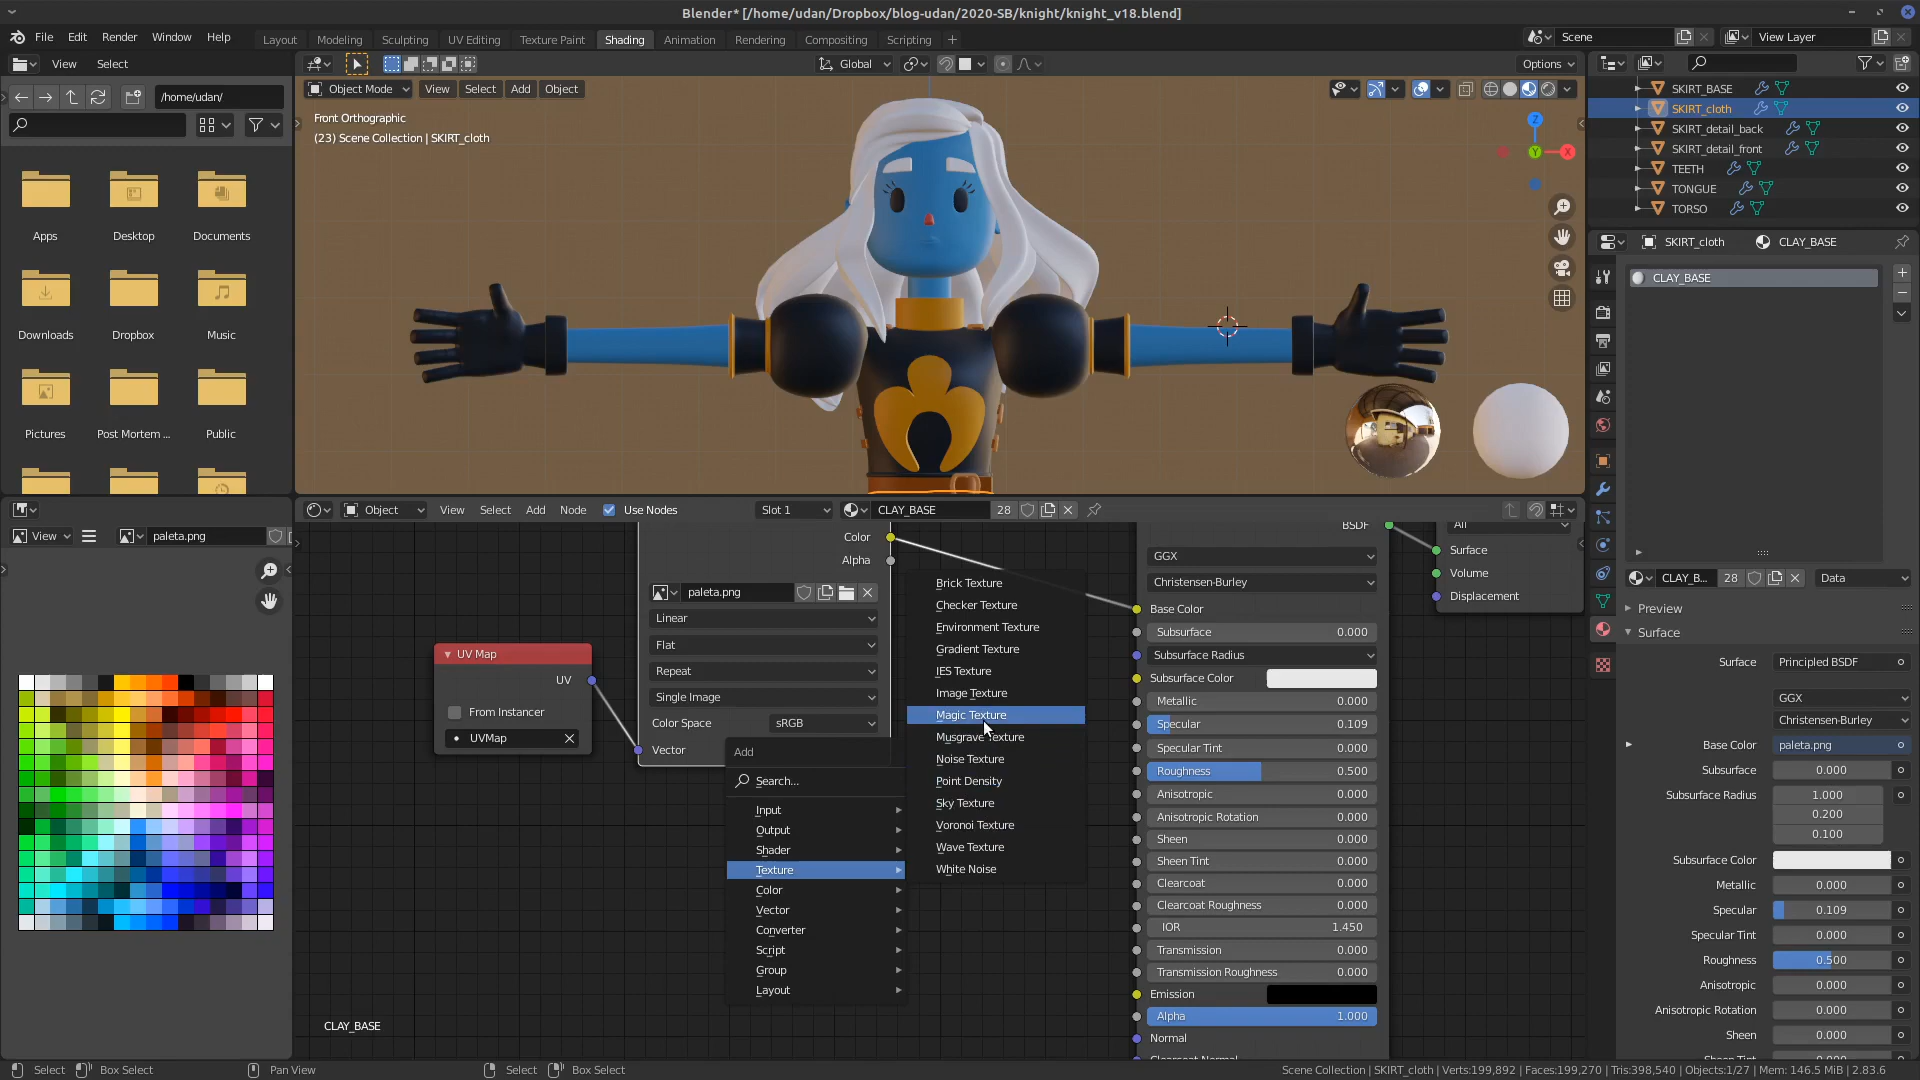 Blender* [/home/udan/Dropbox/blog-udan/2020-SB/knight/knight_v18.blend]
File Edit Render Window Help Layout Modeling Sculpting UV Editing Texture Paint Shading Animation Rendering Compositing Scripting + Scene View Layer
View Select Global Options
/home/udan/ Object Mode View Select Add Object
Front Orthographic
(23) Scene Collection | SKIRT_cloth
SKIRT_BASE
SKIRT_cloth
SKIRT_detail_back
SKIRT_detail_front
TEETH
TONGUE
TORSO
Z
Y
X
Apps Desktop Documents
Downloads Dropbox Music
Pictures Post Mortem ... Public
SKIRT_cloth CLAY_BASE
CLAY_BASE
CLAY_B... 28 Data
Preview
Surface
Surface Principled BSDF
GGX
Christensen-Burley
Base Color paleta.png
Subsurface 0.000
Subsurface Radius 1.000
0.200
0.100
Subsurface Color
Metallic 0.000
Specular 0.109
Specular Tint 0.000
Roughness 0.500
Anisotropic 0.000
Anisotropic Rotation 0.000
Sheen 0.000
Object View Select Add Node Use Nodes Slot 1 CLAY_BASE 28
View paleta.png
UV Map
UV
From Instancer
UVMap
Color
Alpha
paleta.png
Linear
Flat
Repeat
Single Image
Color Space sRGB
Vector
Add
Search...
Input
Output
Shader
Texture
Color
Vector
Converter
Script
Group
Layout
Brick Texture
Checker Texture
Environment Texture
Gradient Texture
IES Texture
Image Texture
Magic Texture
Musgrave Texture
Noise Texture
Point Density
Sky Texture
Voronoi Texture
Wave Texture
White Noise
BSDF
GGX
Christensen-Burley
Base Color
Subsurface 0.000
Subsurface Radius
Subsurface Color
Metallic 0.000
Specular 0.109
Specular Tint 0.000
Roughness 0.500
Anisotropic 0.000
Anisotropic Rotation 0.000
Sheen 0.000
Sheen Tint 0.000
Clearcoat 0.000
Clearcoat Roughness 0.000
IOR 1.450
Transmission 0.000
Transmission Roughness 0.000
Emission
Alpha 1.000
Normal
All
Surface
Volume
Displacement
CLAY_BASE
Select Box Select Pan View Select Box Select
Scene Collection | SKIRT_cloth | Verts:199,892 | Faces:199,270 | Tris:398,540 | Objects:1/27 | Mem: 146.5 MiB | 2.83.6